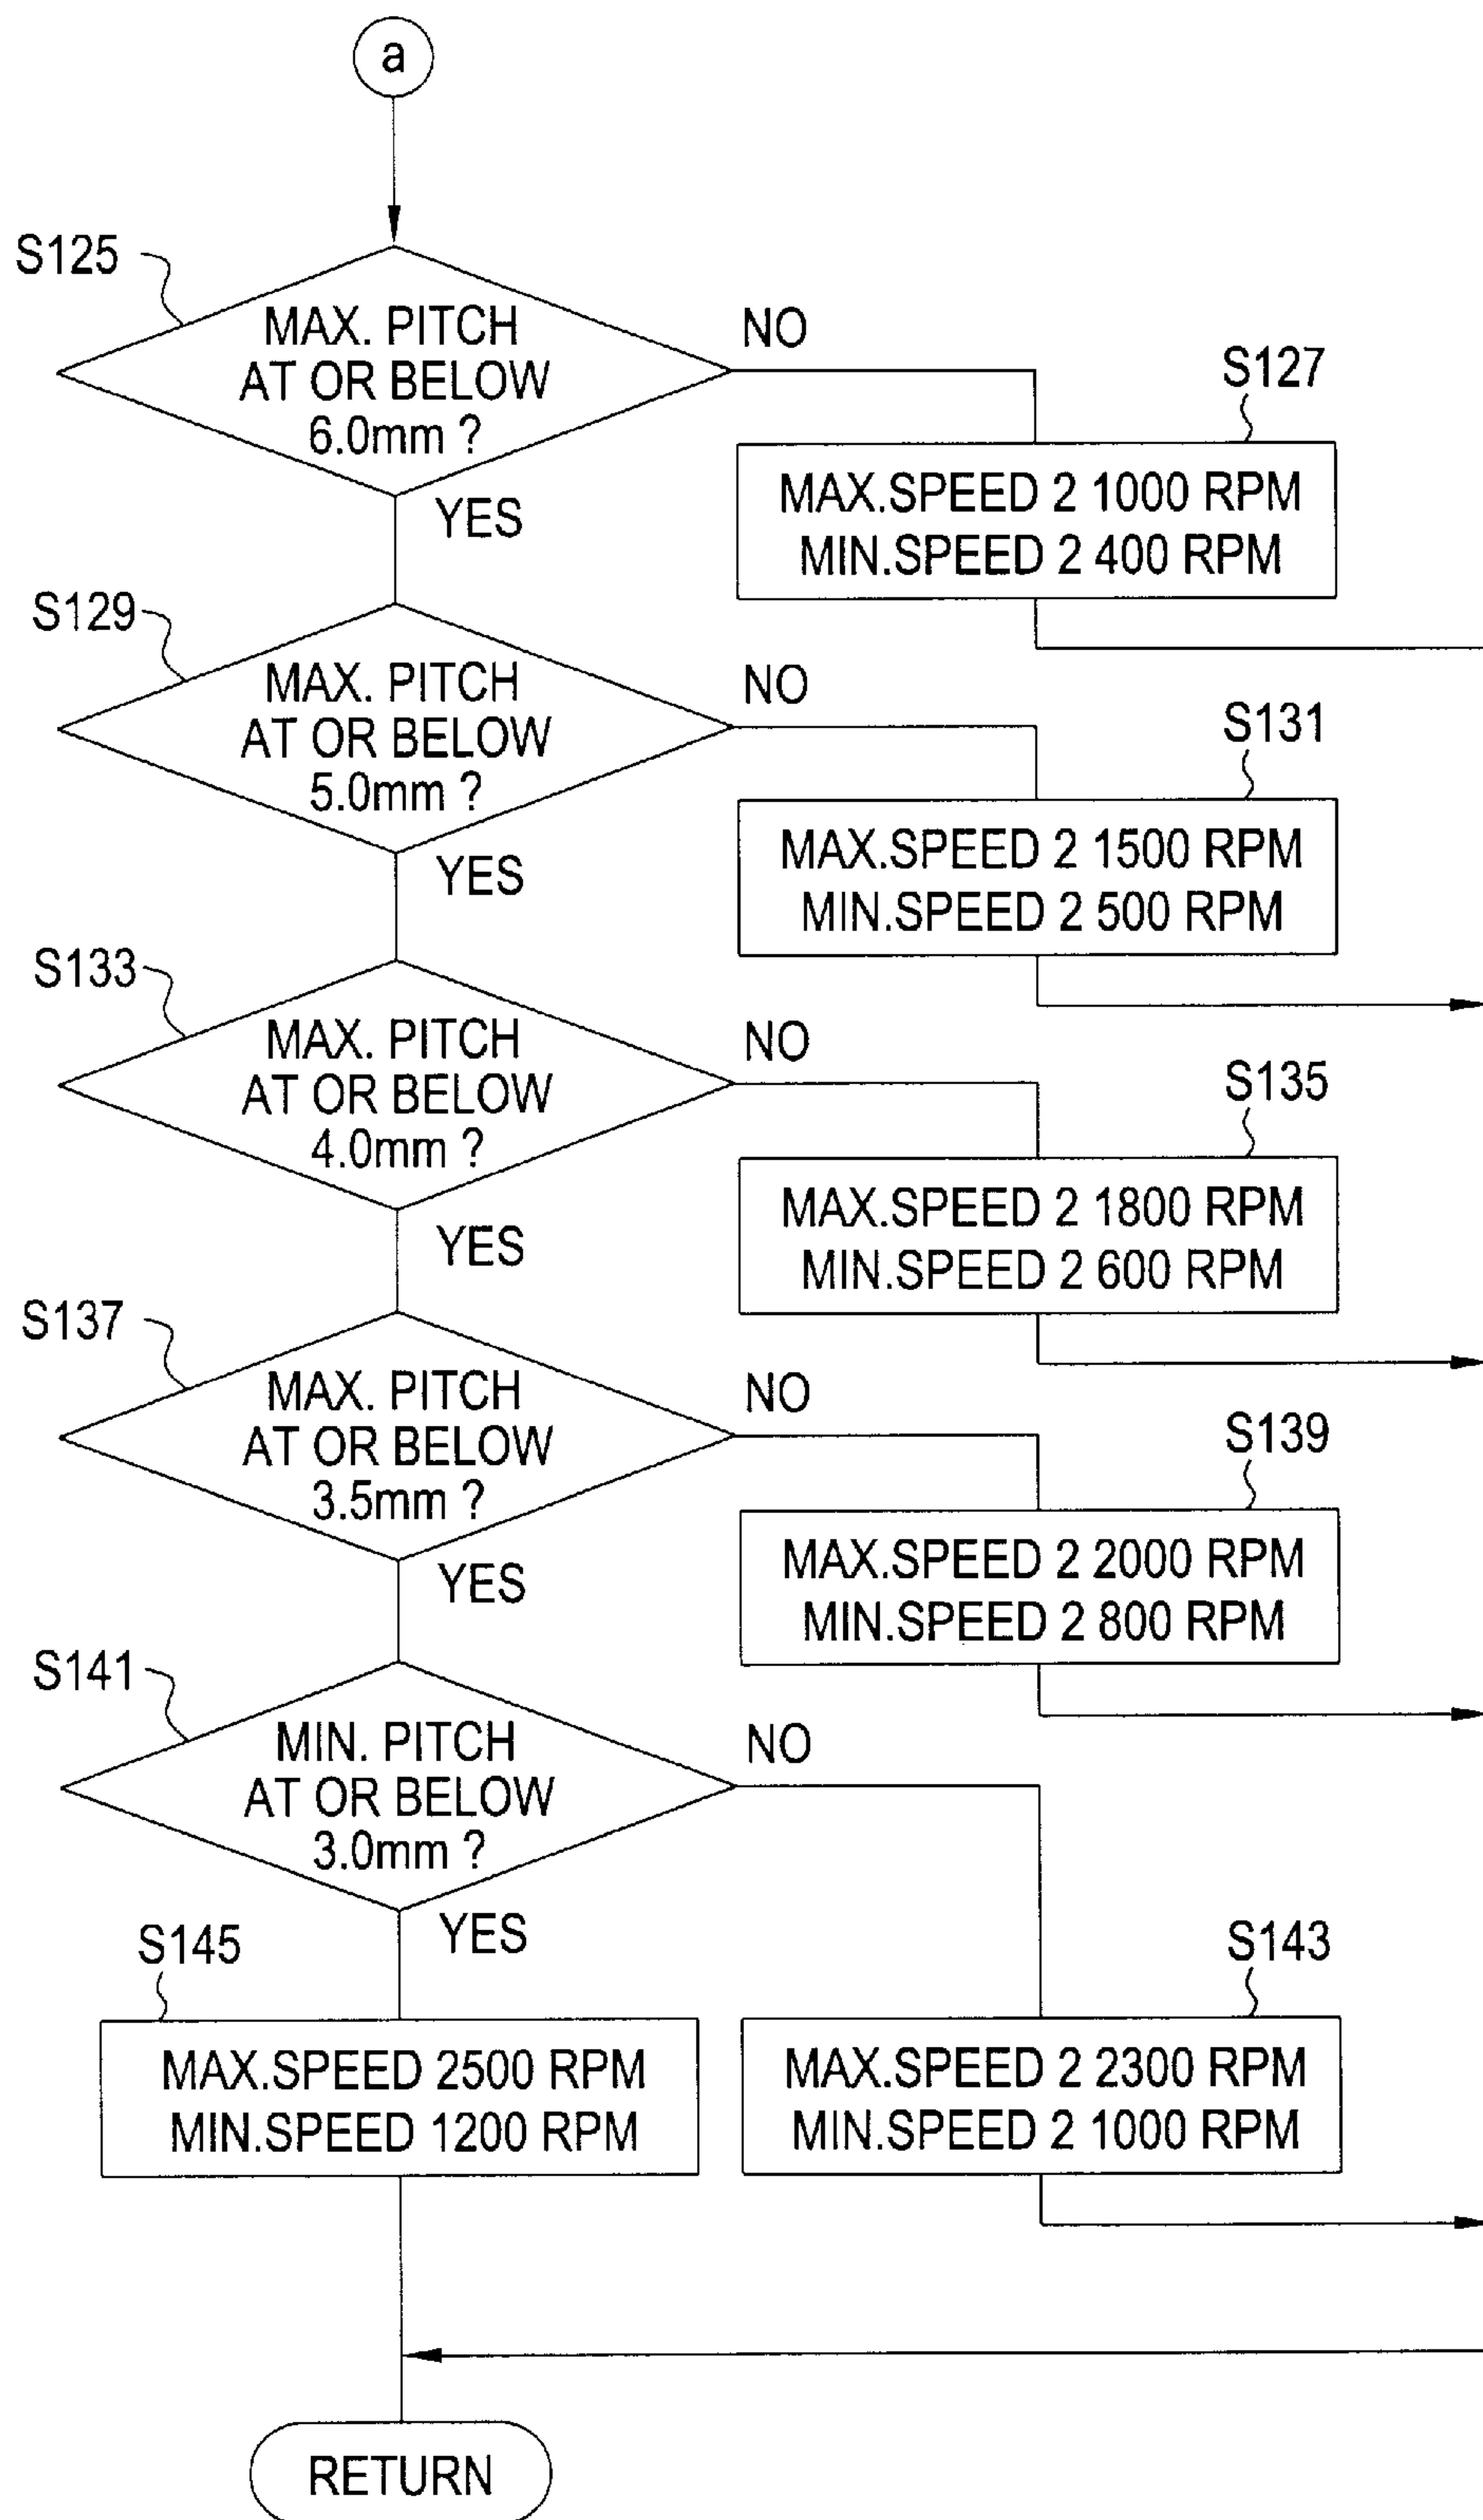 a
S125
MAX. PITCH
AT OR BELOW
6.0mm ?
NO
YES
S127
MAX.SPEED 2 1000 RPM
MIN.SPEED 2 400 RPM
S129
MAX. PITCH
AT OR BELOW
5.0mm ?
NO
YES
S131
MAX.SPEED 2 1500 RPM
MIN.SPEED 2 500 RPM
S133
MAX. PITCH
AT OR BELOW
4.0mm ?
NO
YES
S135
MAX.SPEED 2 1800 RPM
MIN.SPEED 2 600 RPM
S137
MAX. PITCH
AT OR BELOW
3.5mm ?
NO
YES
S139
MAX.SPEED 2 2000 RPM
MIN.SPEED 2 800 RPM
S141
MIN. PITCH
AT OR BELOW
3.0mm ?
NO
YES
S145
MAX.SPEED 2500 RPM
MIN.SPEED 1200 RPM
S143
MAX.SPEED 2 2300 RPM
MIN.SPEED 2 1000 RPM
RETURN